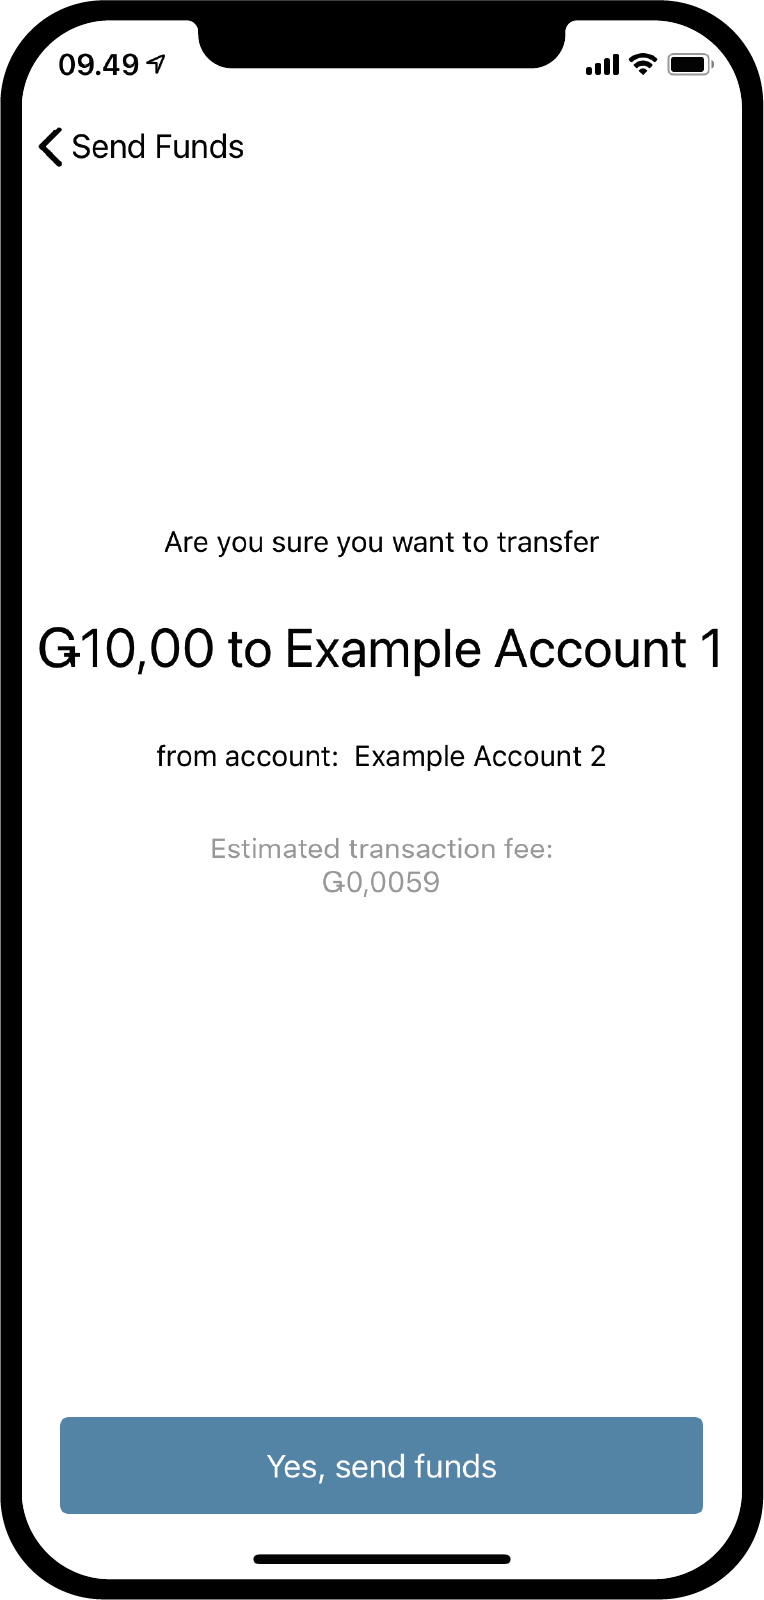 09.49
Send Funds
Are you sure you want to transfer
Ǥ10,00 to Example Account 1
from account: Example Account 2
Estimated transaction fee:
Ǥ0,0059
Yes, send funds